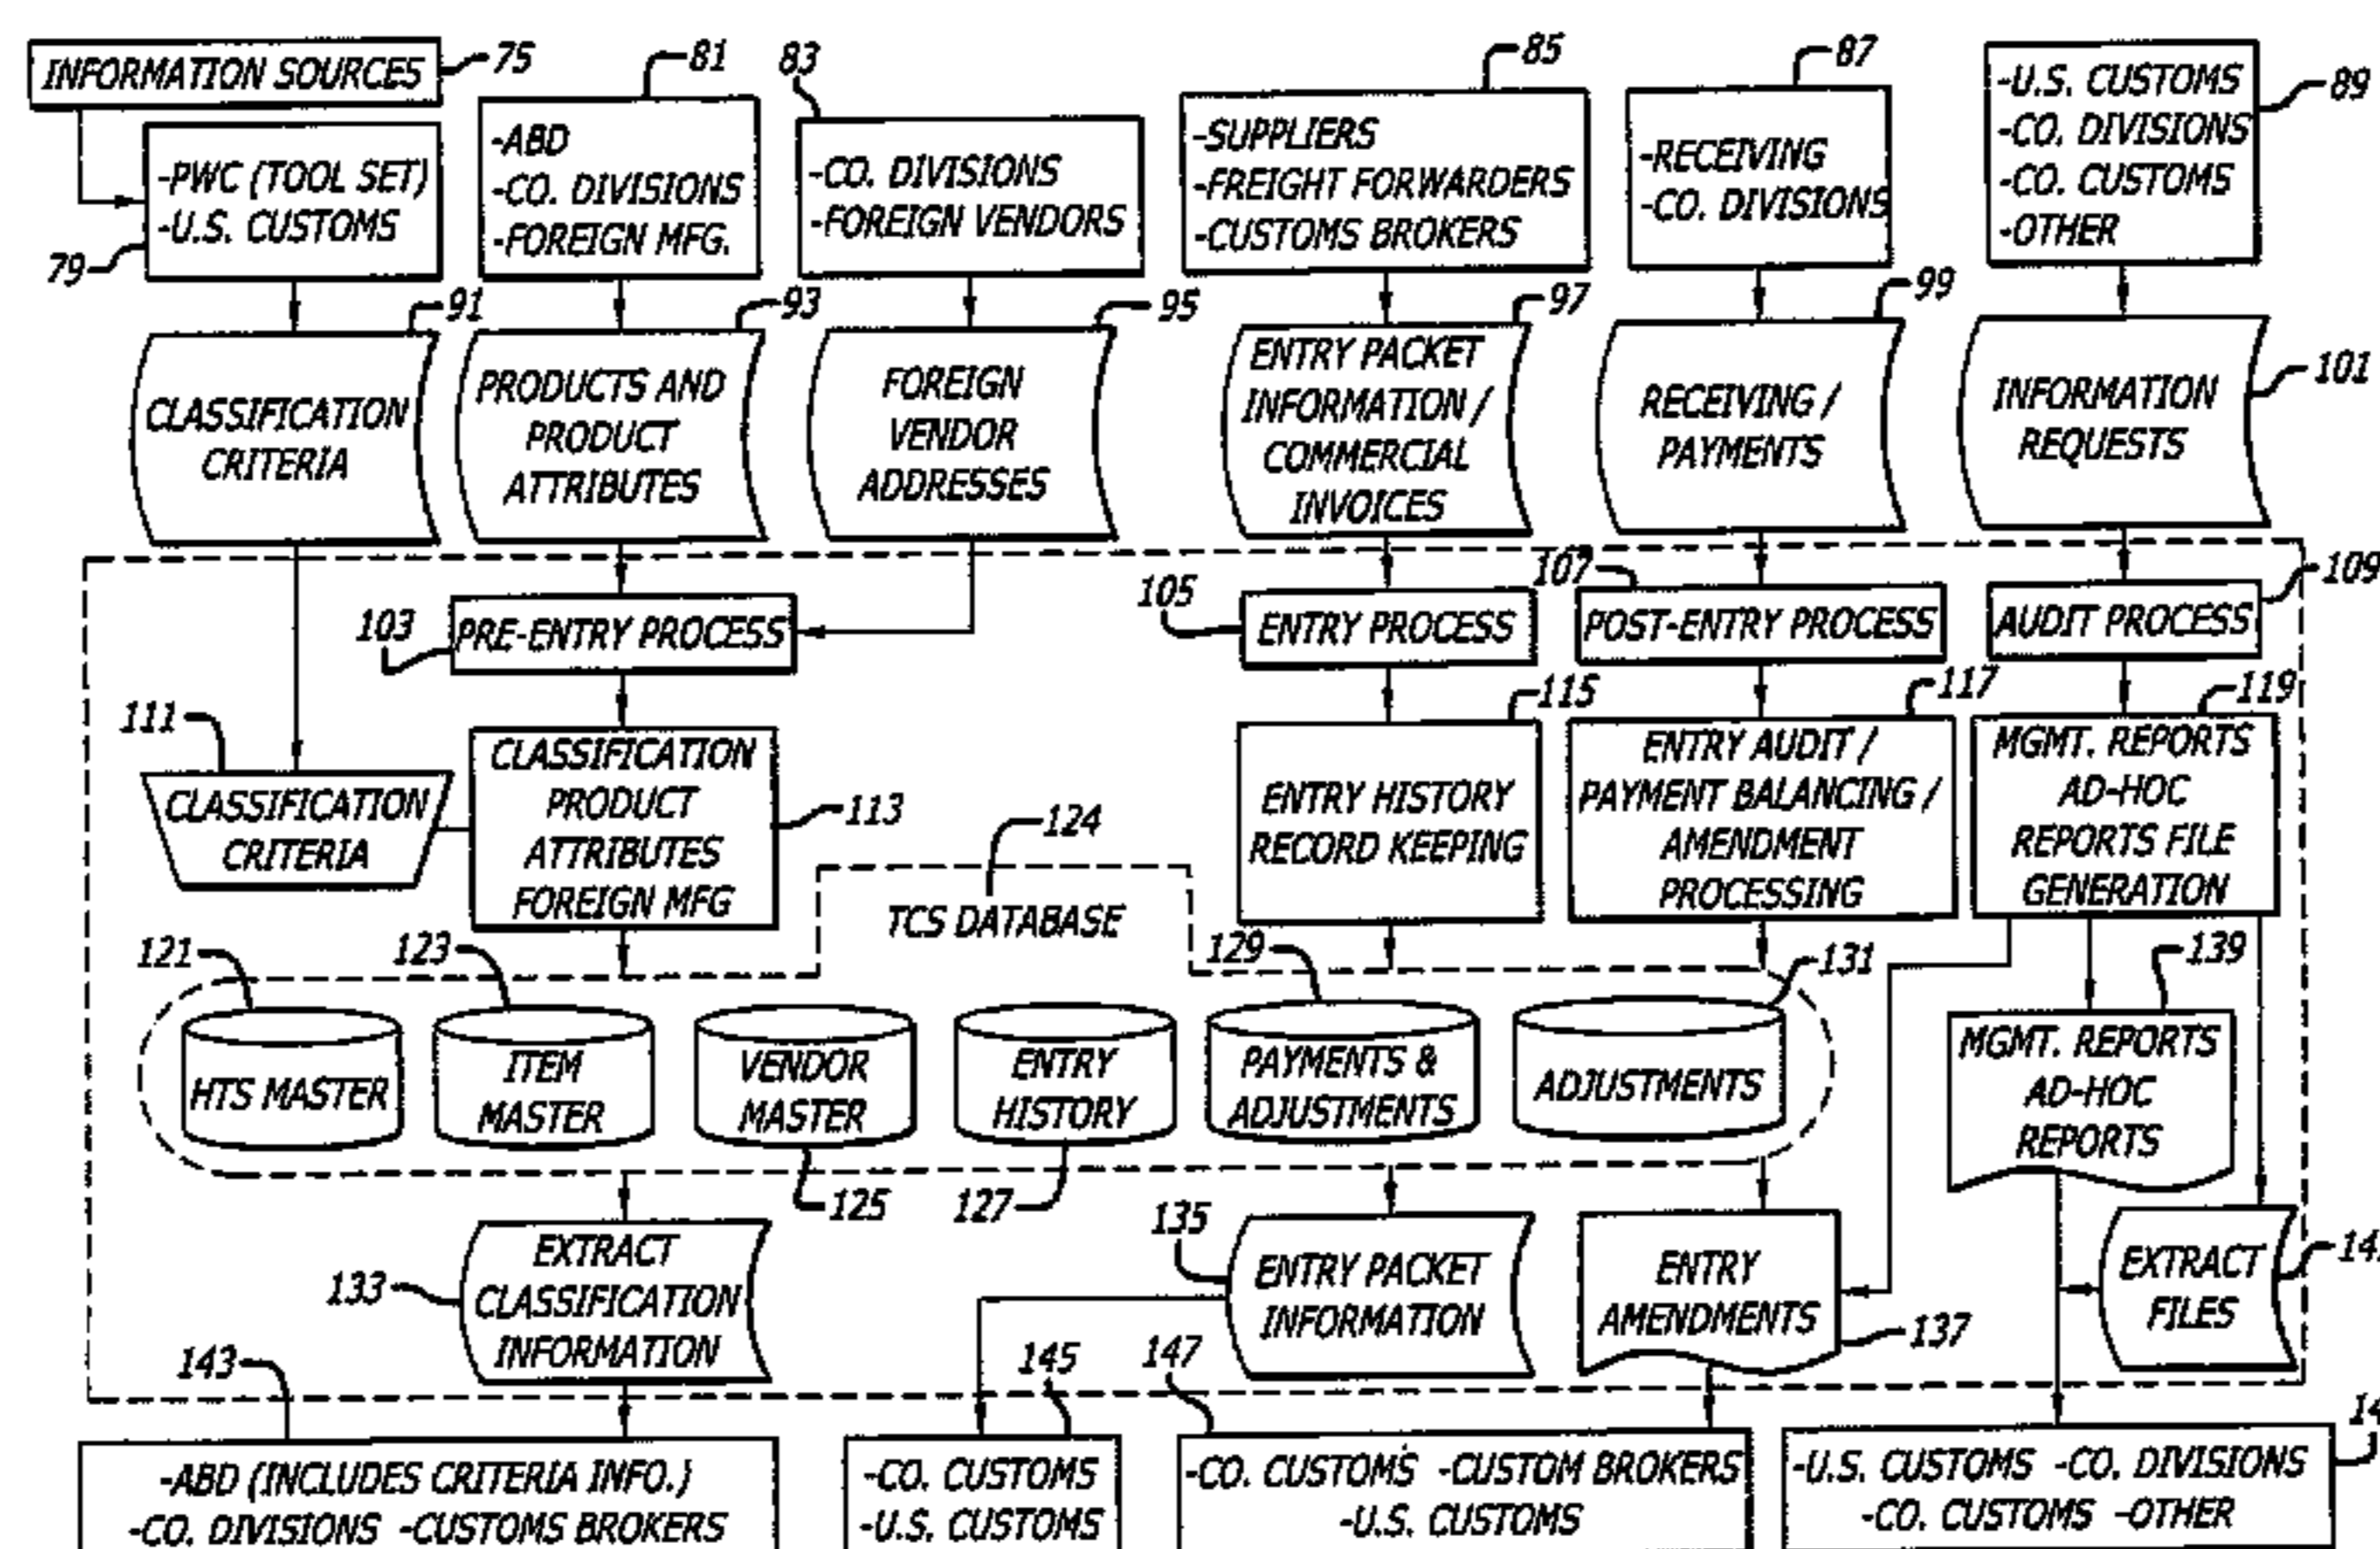 INFORMATION SOURCES
75
-PWC (TOOL SET)
-U.S. CUSTOMS
79
81
-ABD
-CO. DIVISIONS
-FOREIGN MFG.
83
-CO. DIVISIONS
-FOREIGN VENDORS
85
-SUPPLIERS
-FREIGHT FORWARDERS
-CUSTOMS BROKERS
87
-RECEIVING
-CO. DIVISIONS
89
-U.S. CUSTOMS
-CO. DIVISIONS
-CO. CUSTOMS
-OTHER
91
CLASSIFICATION
CRITERIA
93
PRODUCTS AND
PRODUCT
ATTRIBUTES
95
FOREIGN
VENDOR
ADDRESSES
97
ENTRY PACKET
INFORMATION /
COMMERCIAL
INVOICES
99
RECEIVING /
PAYMENTS
101
INFORMATION
REQUESTS
103
PRE-ENTRY PROCESS
105
ENTRY PROCESS
107
POST-ENTRY PROCESS
109
AUDIT PROCESS
111
CLASSIFICATION
CRITERIA
113
CLASSIFICATION
PRODUCT
ATTRIBUTES
FOREIGN MFG
115
ENTRY HISTORY
RECORD KEEPING
117
ENTRY AUDIT /
PAYMENT BALANCING /
AMENDMENT
PROCESSING
119
MGMT. REPORTS
AD-HOC
REPORTS FILE
GENERATION
124
TCS DATABASE
121
HTS MASTER
123
ITEM
MASTER
VENDOR
MASTER
125
ENTRY
HISTORY
127
129
PAYMENTS &
ADJUSTMENTS
131
ADJUSTMENTS
139
MGMT. REPORTS
AD-HOC
REPORTS
133
EXTRACT
CLASSIFICATION
INFORMATION
135
ENTRY PACKET
INFORMATION
ENTRY
AMENDMENTS
137
EXTRACT
FILES
143
-ABD (INCLUDES CRITERIA INFO.)
-CO. DIVISIONS -CUSTOMS BROKERS
145
-CO. CUSTOMS
-U.S. CUSTOMS
147
-CO. CUSTOMS -CUSTOM BROKERS
-U.S. CUSTOMS
-U.S. CUSTOMS -CO. DIVISIONS
-CO. CUSTOMS -OTHER